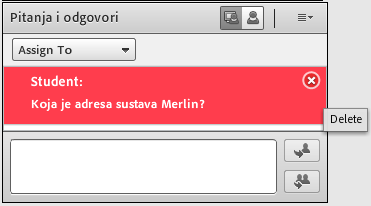 Pitanja i odgovori
Assign To
Student:
Koja je adresa sustava Merlin?
Delete